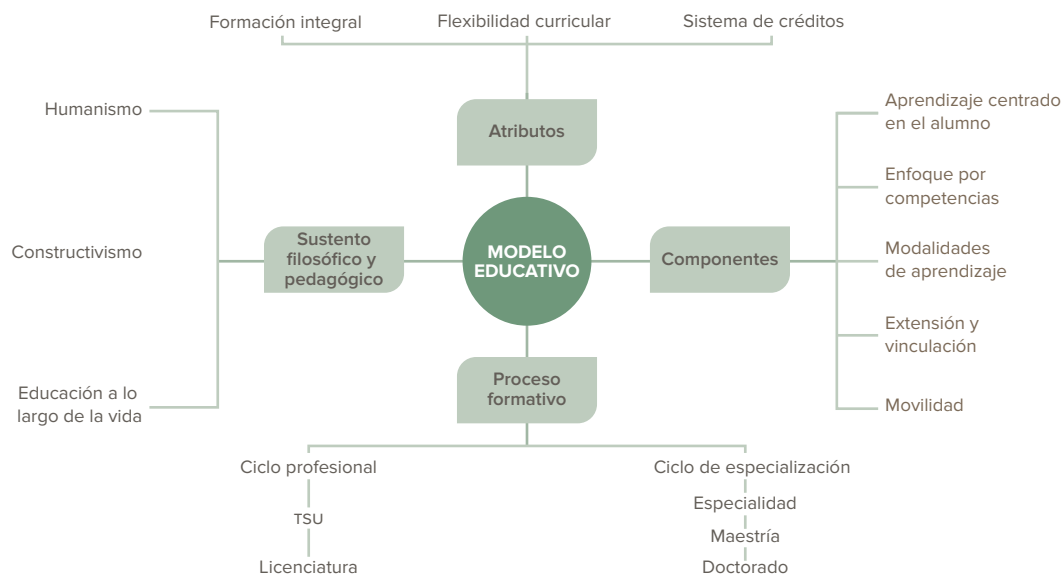 Formación integral
Flexibilidad curricular
Sistema de créditos
Atributos
Humanismo
Constructivismo
Educación a lo
largo de la vida
Sustento
filosófico y
pedagógico
MODELO
EDUCATIVO
Componentes
Aprendizaje centrado
en el alumno
Enfoque por
competencias
Modalidades
de aprendizaje
Extensión y
vinculación
Movilidad
Proceso
formativo
Ciclo profesional
TSU
Licenciatura
Ciclo de especialización
Especialidad
Maestría
Doctorado